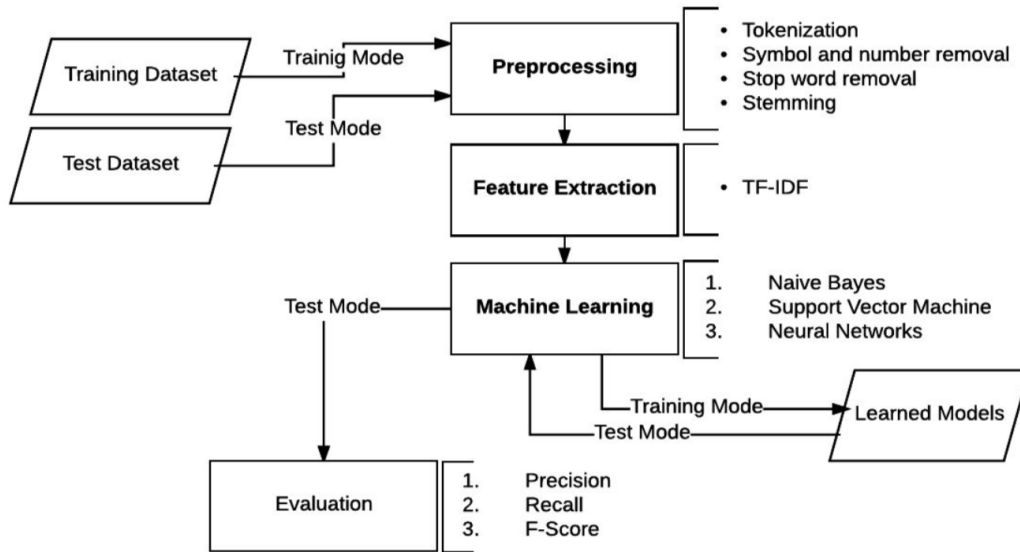 Training Dataset
Trainig Mode
Preprocessing
• Tokenization
• Symbol and number removal
• Stop word removal
• Stemming
Test Dataset
Test Mode
Feature Extraction
• TF-IDF
Machine Learning
1. Naive Bayes
2. Support Vector Machine
3. Neural Networks
Test Mode
Training Mode
Test Mode
Learned Models
Evaluation
1. Precision
2. Recall
3. F-Score